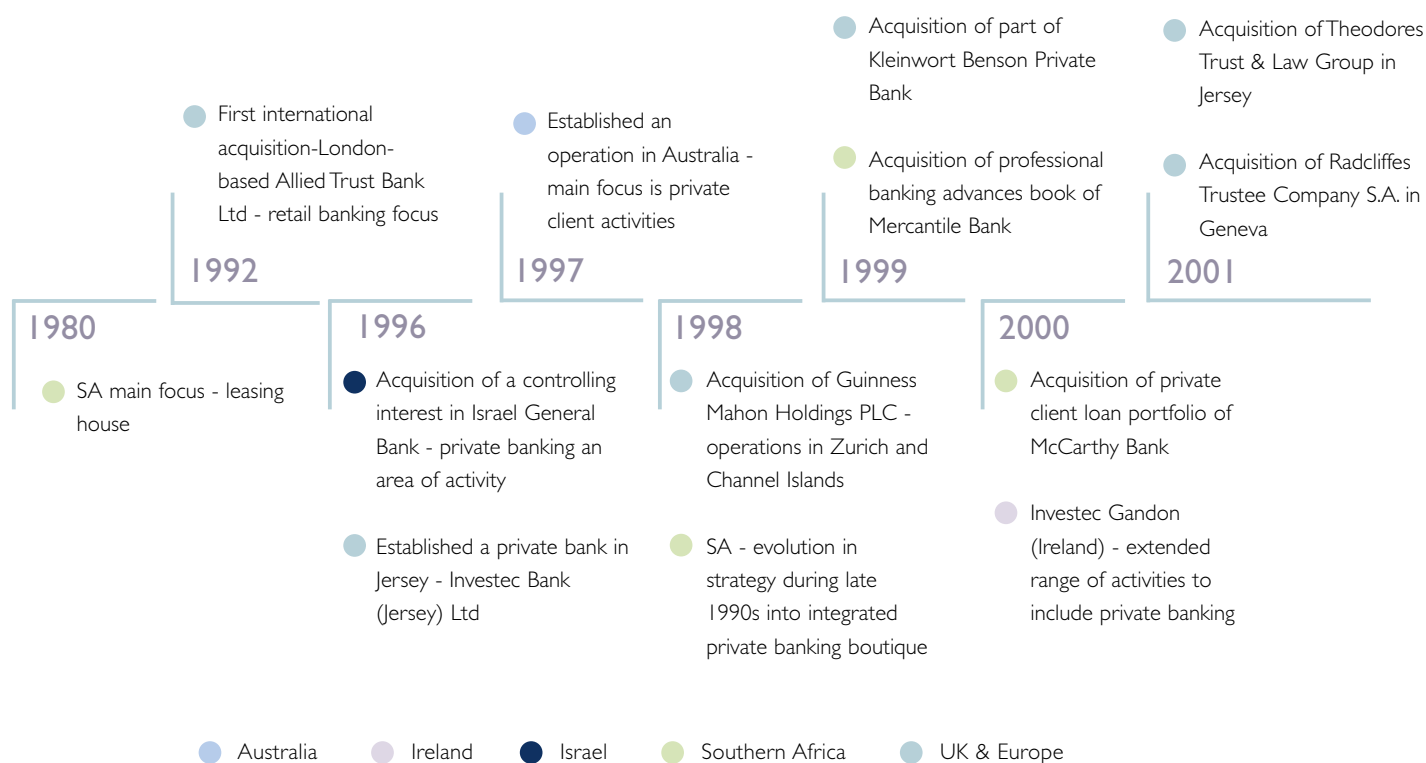 1980
SA main focus - leasing
house
First international
acquisition-London-
based Allied Trust Bank
Ltd - retail banking focus
1992
1996
Acquisition of a controlling
interest in Israel General
Bank - private banking an
area of activity
Established a private bank in
Jersey - Investec Bank
(Jersey) Ltd
Established an
operation in Australia -
main focus is private
client activities
1997
1998
Acquisition of Guinness
Mahon Holdings PLC -
operations in Zurich and
Channel Islands
SA - evolution in
strategy during late
1990s into integrated
private banking boutique
Acquisition of part of
Kleinwort Benson Private
Bank
Acquisition of professional
banking advances book of
Mercantile Bank
1999
2000
Acquisition of private
client loan portfolio of
McCarthy Bank
Investec Gandon
(Ireland) - extended
range of activities to
include private banking
Acquisition of Theodores
Trust & Law Group in
Jersey
Acquisition of Radcliffes
Trustee Company S.A. in
Geneva
2001
Australia
Ireland
Israel
Southern Africa
UK & Europe